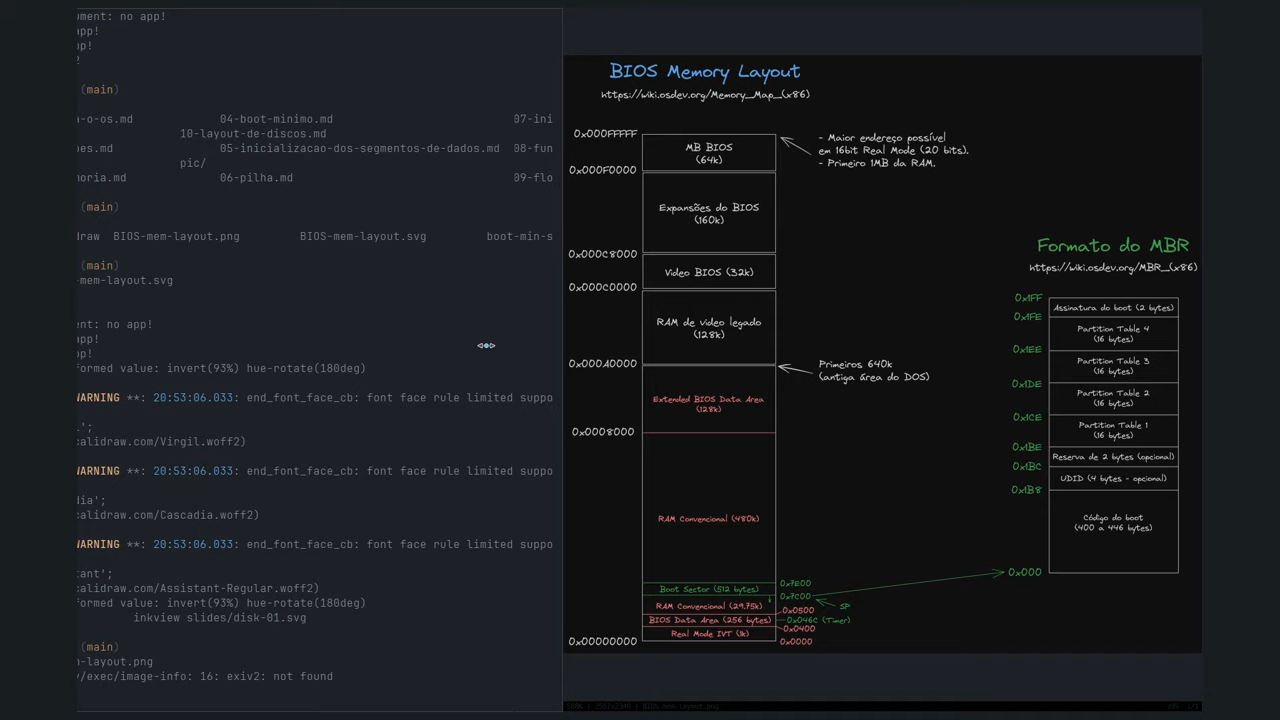 ument: no app!
app!
pp!
2
(main)
a-o-os.md 04-boot-minimo.md 07-ini
10-layout-de-discos.md
pes.md 05-inicializacao-dos-segmentos-de-dados.md 08-fun
pic/
moria.md 06-pilha.md 09-flo
(main)
draw BIOS-mem-layout.png BIOS-mem-layout.svg boot-min-s
(main)
-mem-layout.svg
ent: no app!
pp!
op!
formed value: invert(93%) hue-rotate(180deg)
WARNING **: 20:53:06.033: end_font_face_cb: font face rule limited suppo
l';
calidraw.com/Virgil.woff2)
WARNING **: 20:53:06.033: end_font_face_cb: font face rule limited suppo
dia';
calidraw.com/Cascadia.woff2)
WARNING **: 20:53:06.033: end_font_face_cb: font face rule limited suppo
tant';
calidraw.com/Assistant-Regular.woff2)
formed value: invert(93%) hue-rotate(180deg)
inkview slides/disk-01.svg
(main)
m-layout.png
y/exec/image-info: 16: exiv2: not found
BIOS Memory Layout
https://wiki.osdev.org/Memory_Map_(x86)
0x000FFFFF
MB BIOS
(64k)
- Maior endereço possível
em 16bit Real Mode (20 bits).
- Primeiro 1MB da RAM.
0x000F0000
Expansões do BIOS
(160k)
0x000C8000
Video BIOS (32k)
0x000C0000
RAM de vídeo legado
(128k)
0x000A0000
Primeiros 640k
(antiga área do DOS)
Extended BIOS Data Area
(128k)
0x0008000
RAM Convencional (480k)
0x7E00
Boot Sector (512 bytes)
0x7C00
RAM Convencional (29,75k)
SP
0x0500
BIOS Data Area (256 bytes)
0x046C (Timer)
0x0400
Real Mode IVT (1k)
0x00000000
0x0000
Formato do MBR
https://wiki.osdev.org/MBR_(x86)
0x1FF
Assinatura do boot (2 bytes)
0x1FE
Partition Table 4
(16 bytes)
0x1EE
Partition Table 3
(16 bytes)
0x1DE
Partition Table 2
(16 bytes)
0x1CE
Partition Table 1
(16 bytes)
0x1BE
Reserva de 2 bytes (opcional)
0x1BC
UDID (4 bytes - opcional)
0x1B8
Código do boot
(400 a 446 bytes)
0x000